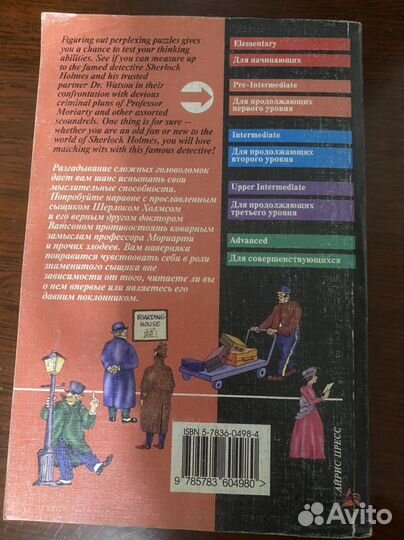 Figuring out perplexing puzzles gives
you a chance to test your thinking
abilities. See if you can measure up
to the famed detective Sherlock
Holmes and his trusted
partner Dr. Watson in their
confrontation with devious
criminal plans of Professor
Moriarty and other assorted
scoundrels. One thing is for sure —
whether you are an old fan or new to the
world of Sherlock Holmes, you will love
matching wits with this famous detective!
Разгадывание сложных головоломок
дает вам шанс испытать свои
мыслительные способности.
Попробуйте наравне с прославленным
сыщиком Шерлоком Холмсом
и его верным другом доктором
Ватсоном противостоять коварным
замыслам профессора Мориарти
и прочих злодеев. Вам наверняка
понравится чувствовать себя в роли
знаменитого сыщика вне
зависимости от того, читаете ли вы
о нем впервые или являетесь его
давним поклонником.
Elementary
Для начинающих
Pre-Intermediate
Для продолжающих
первого уровня
Intermediate
Для продолжающих
второго уровня
Upper Intermediate
Для продолжающих
третьего уровня
Advanced
Для совершенствующихся
BOARDING
HOUSE
ISBN 5-7836-0498-4
9 785783 604980 >
АЙРИС ПРЕСС
Avito